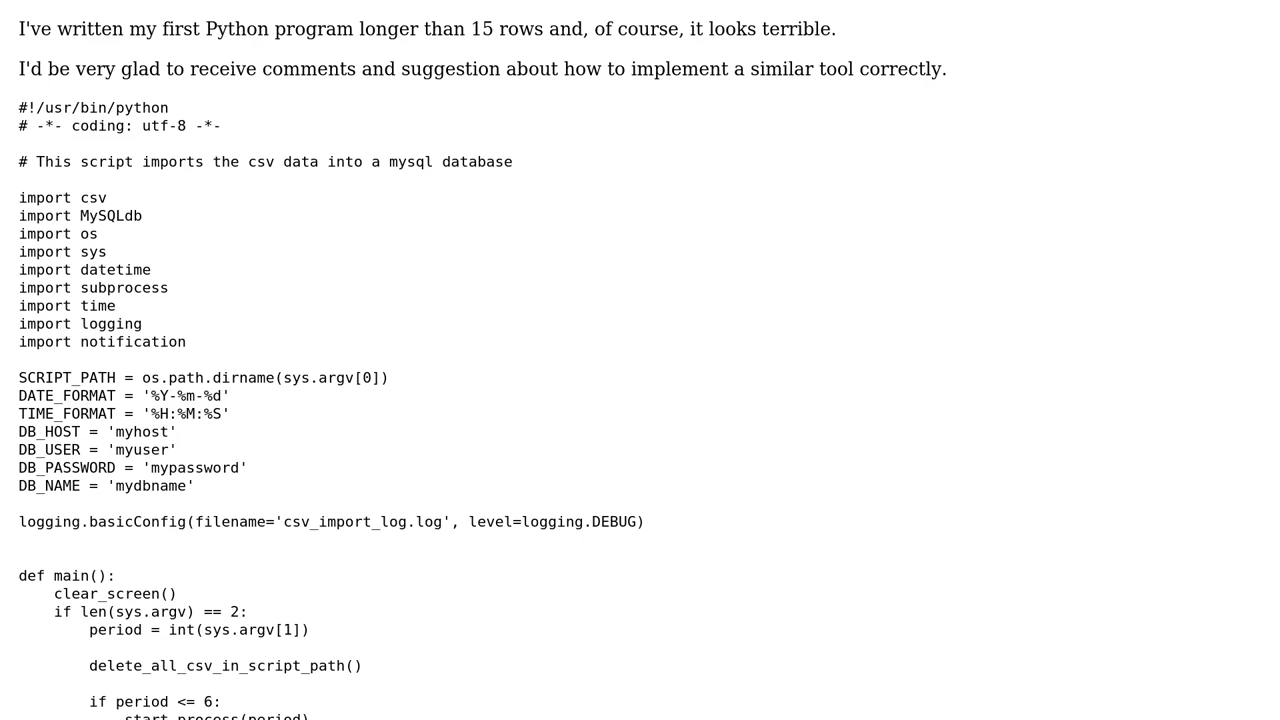 I've written my first Python program longer than 15 rows and, of course, it looks terrible.
I'd be very glad to receive comments and suggestion about how to implement a similar tool correctly.
#!/usr/bin/python
# -*- coding: utf-8 -*-
# This script imports the csv data into a mysql database
import csv
import MySQLdb
import os
import sys
import datetime
import subprocess
import time
import logging
import notification
SCRIPT_PATH = os.path.dirname(sys.argv[0])
DATE_FORMAT = '%Y-%m-%d'
TIME_FORMAT = '%H:%M:%S'
DB_HOST = 'myhost'
DB_USER = 'myuser'
DB_PASSWORD = 'mypassword'
DB_NAME = 'mydbname'
logging.basicConfig(filename='csv_import_log.log', level=logging.DEBUG)
def main():
    clear_screen()
    if len(sys.argv) == 2:
        period = int(sys.argv[1])
        delete_all_csv_in_script_path()
        if period <= 6:
            start_process(period)